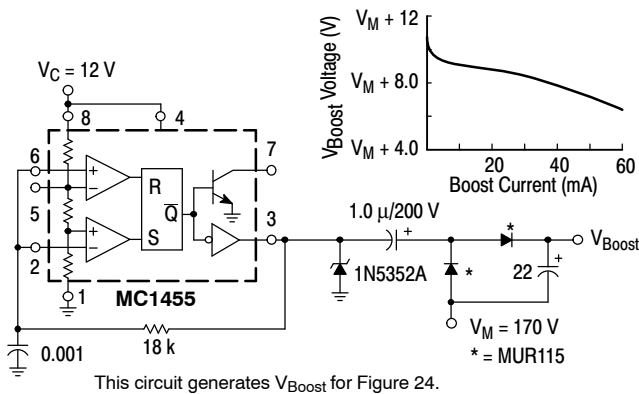 V_C = 12 V
8
4
6
5
2
7
3
1
+
−
+
−
R
Q̅
S
MC1455
18 k
0.001
1.0 μ/200 V
+
1N5352A
*
*
22
+
V_Boost
V_M = 170 V
* = MUR115
V_Boost Voltage (V)
V_M + 12
V_M + 8.0
V_M + 4.0
20
40
60
Boost Current (mA)
This circuit generates V_Boost for Figure 24.